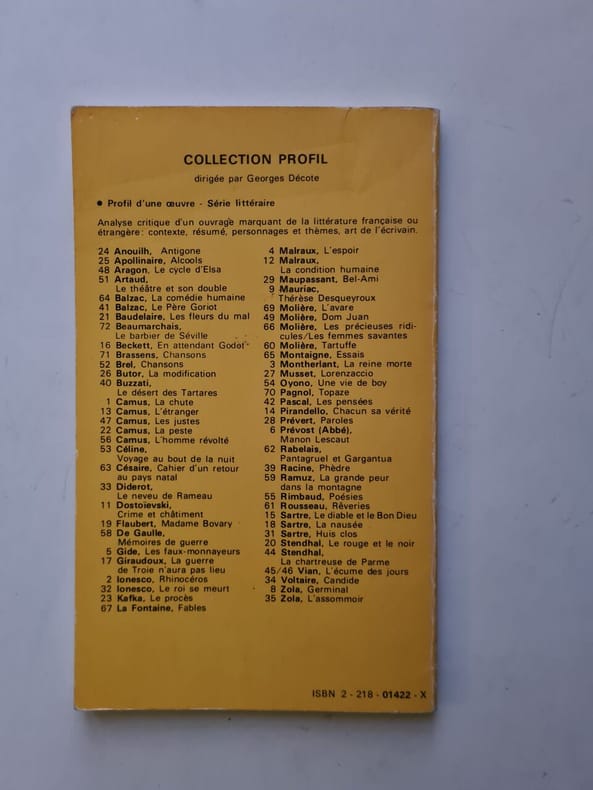 COLLECTION PROFIL
dirigée par Georges Décote
● Profil d'une œuvre - Série littéraire
Analyse critique d'un ouvrage marquant de la littérature française ou
étrangère : contexte, résumé, personnages et thèmes, art de l'écrivain.
24 Anouilh, Antigone
25 Apollinaire, Alcools
48 Aragon, Le cycle d'Elsa
51 Artaud,
Le théâtre et son double
64 Balzac, La comédie humaine
41 Balzac, Le Père Goriot
21 Baudelaire, Les fleurs du mal
72 Beaumarchais,
Le barbier de Séville
16 Beckett, En attendant Godot
71 Brassens, Chansons
52 Brel, Chansons
26 Butor, La modification
40 Buzzati,
Le désert des Tartares
1 Camus, La chute
13 Camus, L'étranger
47 Camus, Les justes
22 Camus, La peste
56 Camus, L'homme révolté
53 Céline,
Voyage au bout de la nuit
63 Césaire, Cahier d'un retour
au pays natal
33 Diderot,
Le neveu de Rameau
11 Dostoïevski,
Crime et châtiment
19 Flaubert, Madame Bovary
58 De Gaulle,
Mémoires de guerre
5 Gide, Les faux-monnayeurs
17 Giraudoux, La guerre
de Troie n'aura pas lieu
2 Ionesco, Rhinocéros
32 Ionesco, Le roi se meurt
23 Kafka, Le procès
67 La Fontaine, Fables
4 Malraux, L'espoir
12 Malraux,
La condition humaine
29 Maupassant, Bel-Ami
9 Mauriac,
Thérèse Desqueyroux
69 Molière, L'avare
49 Molière, Dom Juan
66 Molière, Les précieuses ridi-
cules/Les femmes savantes
60 Molière, Tartuffe
65 Montaigne, Essais
3 Montherlant, La reine morte
27 Musset, Lorenzaccio
54 Oyono, Une vie de boy
70 Pagnol, Topaze
42 Pascal, Les pensées
14 Pirandello, Chacun sa vérité
28 Prévert, Paroles
6 Prévost (Abbé),
Manon Lescaut
62 Rabelais,
Pantagruel et Gargantua
39 Racine, Phèdre
59 Ramuz, La grande peur
dans la montagne
55 Rimbaud, Poésies
61 Rousseau, Rêveries
15 Sartre, Le diable et le Bon Dieu
18 Sartre, La nausée
31 Sartre, Huis clos
20 Stendhal, Le rouge et le noir
44 Stendhal,
La chartreuse de Parme
45/46 Vian, L'écume des jours
34 Voltaire, Candide
8 Zola, Germinal
35 Zola, L'assommoir
ISBN 2 - 218 - 01422 - X